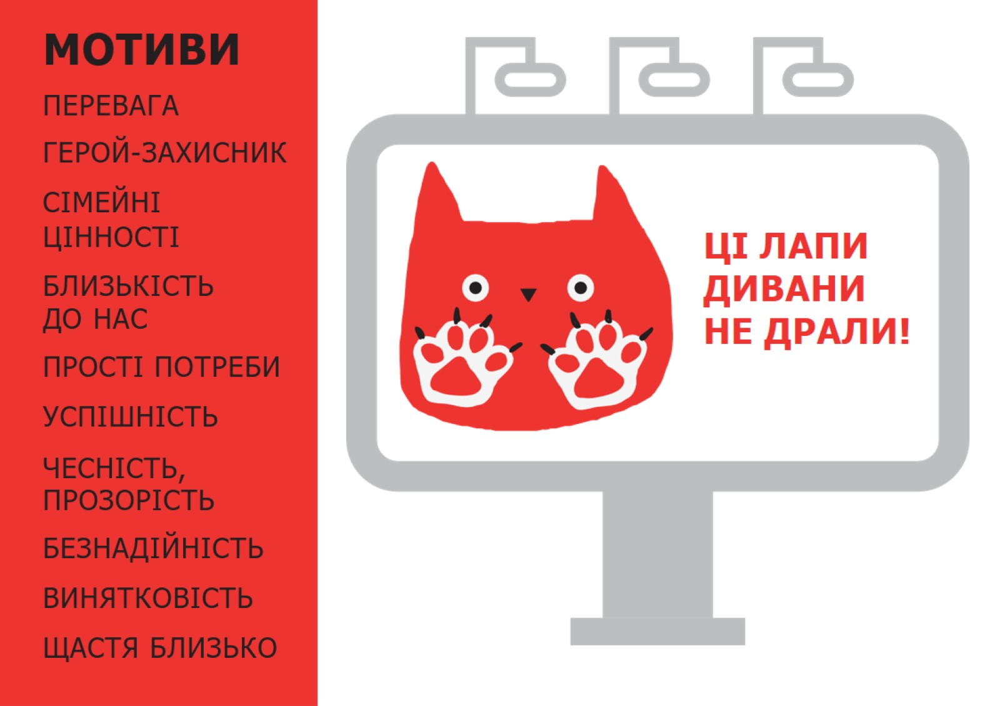 МОТИВИ
ПЕРЕВАГА
ГЕРОЙ-ЗАХИСНИК
СІМЕЙНІ
ЦІННОСТІ
БЛИЗЬКІСТЬ
ДО НАС
ПРОСТІ ПОТРЕБИ
УСПІШНІСТЬ
ЧЕСНІСТЬ,
ПРОЗОРІСТЬ
БЕЗНАДІЙНІСТЬ
ВИНЯТКОВІСТЬ
ЩАСТЯ БЛИЗЬКО
ЦІ ЛАПИ
ДИВАНИ
НЕ ДРАЛИ!